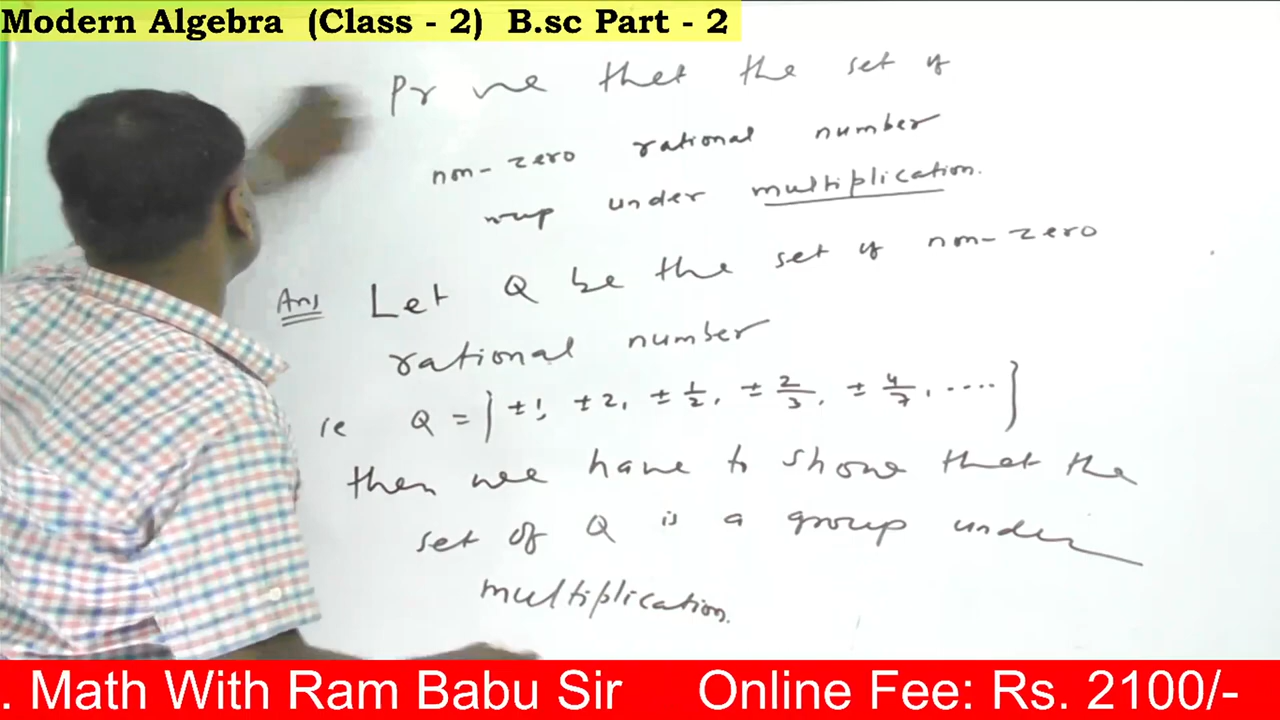 Modern Algebra (Class - 2) B.sc Part - 2
Prove that the set of
non-zero rational number
under multiplication.
Ans Let Q be the set of non-zero
rational number
ie Q = { ±1, ±2, ±1/2, ±2/3, ±4/7, ---- }
then we have to show that the
set of Q is a group under
multiplication.
. Math With Ram Babu Sir Online Fee: Rs. 2100/-